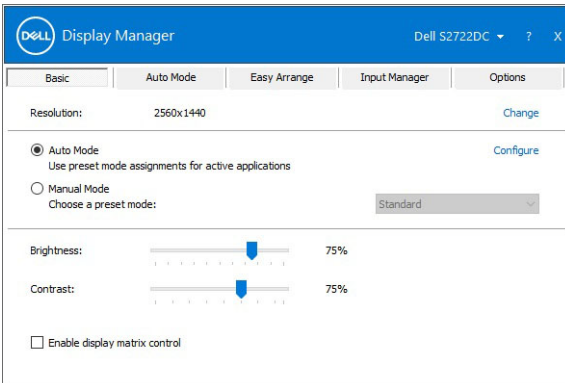 DELL Display Manager Dell S2722DC ? X
Basic Auto Mode Easy Arrange Input Manager Options
Resolution: 2560x1440 Change
Auto Mode Configure
Use preset mode assignments for active applications
Manual Mode
Choose a preset mode: Standard
Brightness: 75%
Contrast: 75%
Enable display matrix control